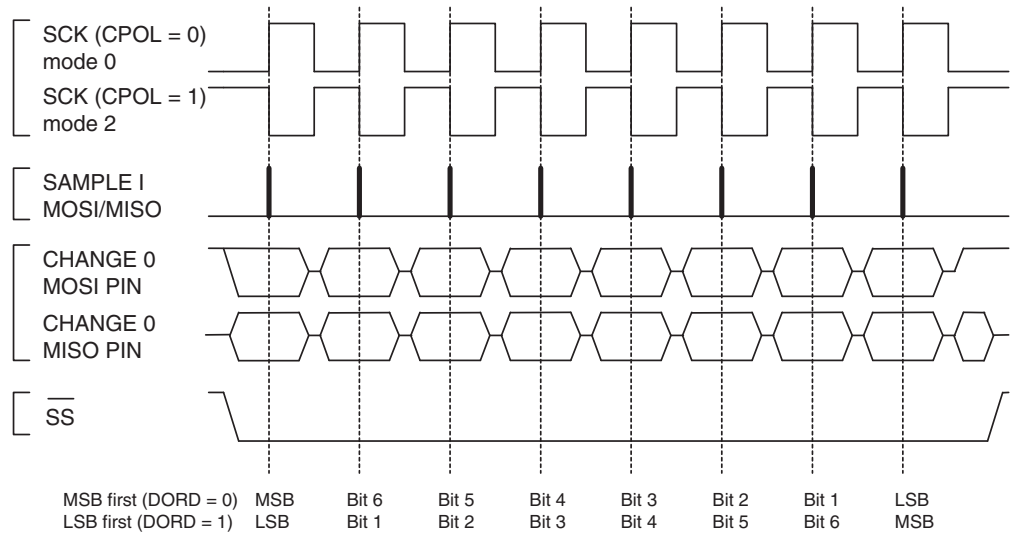 SCK (CPOL = 0)
mode 0
SCK (CPOL = 1)
mode 2
SAMPLE I
MOSI/MISO
CHANGE 0
MOSI PIN
CHANGE 0
MISO PIN
SS
MSB first (DORD = 0) MSB Bit 6 Bit 5 Bit 4 Bit 3 Bit 2 Bit 1 LSB
LSB first (DORD = 1) LSB Bit 1 Bit 2 Bit 3 Bit 4 Bit 5 Bit 6 MSB